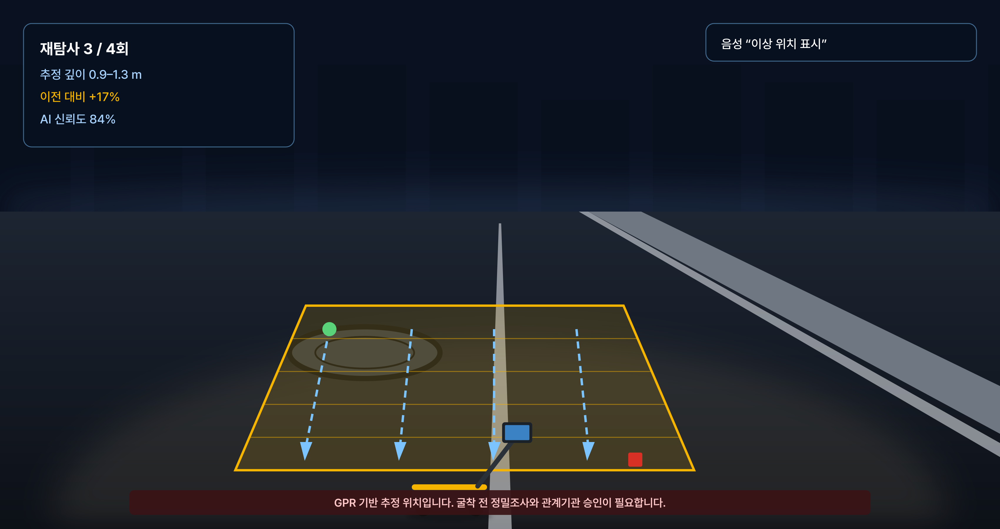 재탐사 3 / 4회
추정 깊이 0.9–1.3 m
이전 대비 +17%
AI 신뢰도 84%
음성 “이상 위치 표시”
GPR 기반 추정 위치입니다. 굴착 전 정밀조사와 관계기관 승인이 필요합니다.